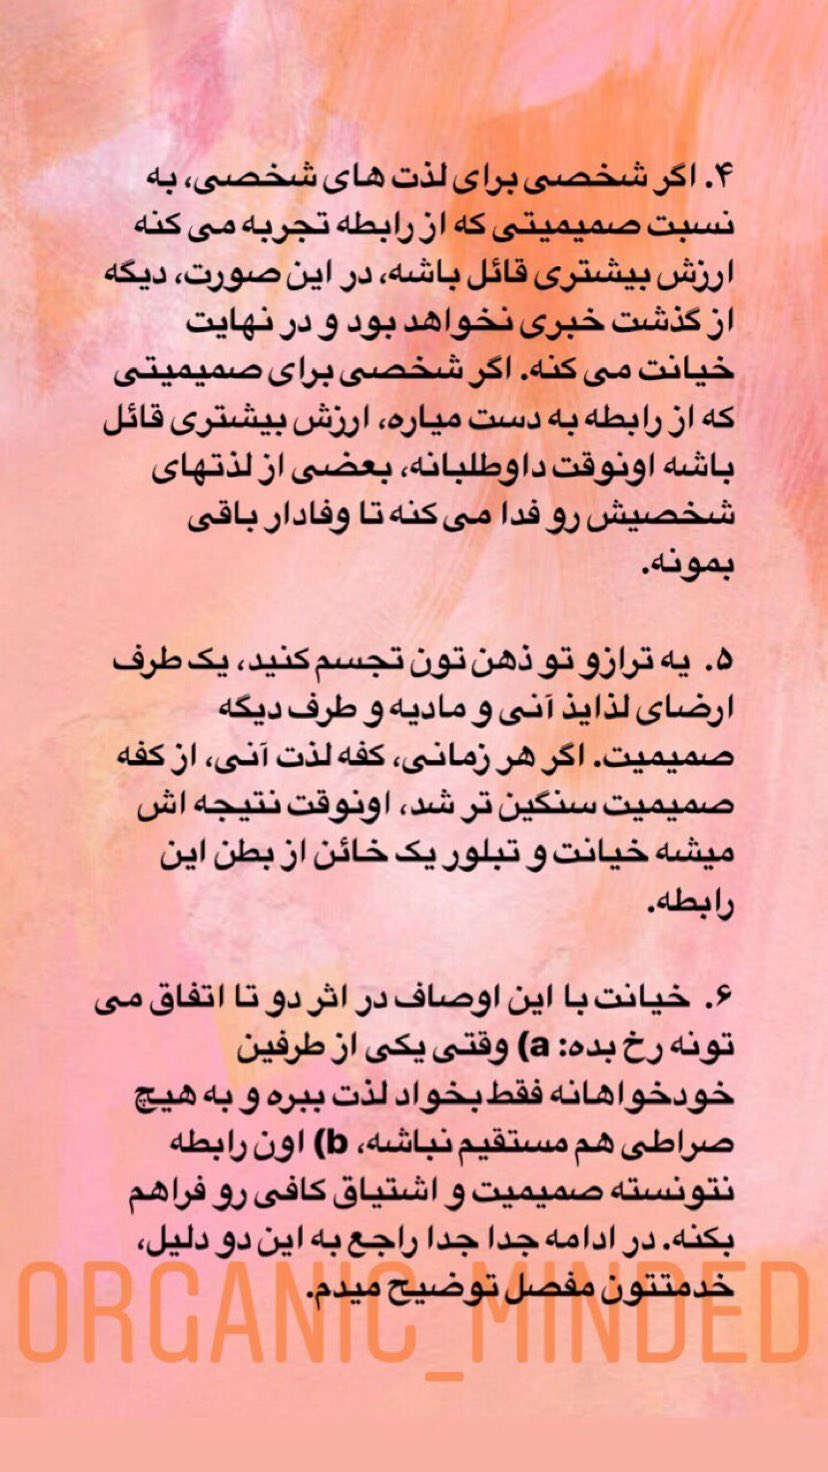 ۴. اگر شخصی برای لذت های شخصی، به
نسبت صمیمیتی که از رابطه تجربه می کنه
ارزش بیشتری قائل باشه، در این صورت، دیگه
از گذشت خبری نخواهد بود و در نهایت
خیانت می کنه. اگر شخصی برای صمیمیتی
که از رابطه به دست میاره، ارزش بیشتری قائل
باشه اونوقت داوطلبانه، بعضی از لذتهای
شخصیش رو فدا می کنه تا وفادار باقی
بمونه.
۵. یه ترازو تو ذهن تون تجسم کنید، یک طرف
ارضای لذایذ آنی و مادیه و طرف دیگه
صمیمیت. اگر هر زمانی، کفه لذت آنی، از کفه
صمیمیت سنگین تر شد، اونوقت نتیجه اش
میشه خیانت و تبلور یک خائن از بطن این
رابطه.
۶. خیانت با این اوصاف در اثر دو تا اتفاق می
تونه رخ بده: a) وقتی یکی از طرفین
خودخواهانه فقط بخواد لذت ببره و به هیچ
صراطی هم مستقیم نباشه، b) اون رابطه
نتونسته صمیمیت و اشتیاق کافی رو فراهم
بکنه. در ادامه جدا جدا راجع به این دو دلیل،
خدمتتون مفصل توضیح میدم.
ORGANIC_MINDED